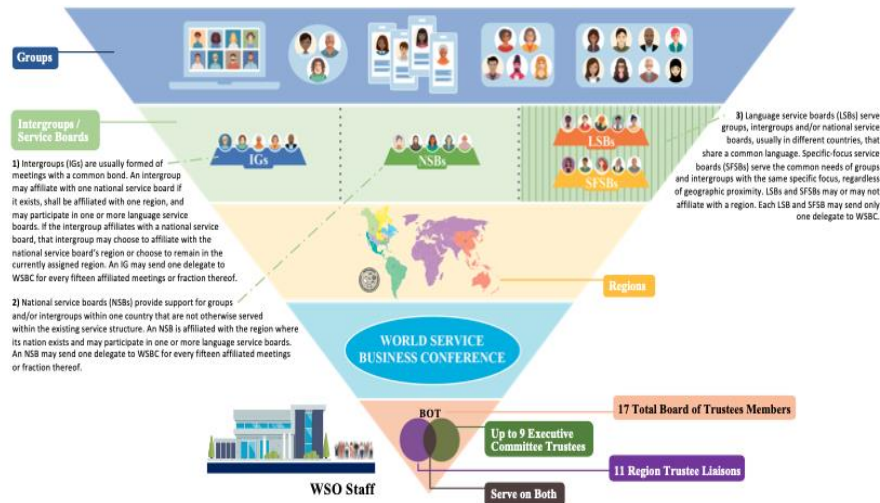 Groups
Intergroups /
Service Boards
IGs
NSBs
LSBs
SFSBs
1) Intergroups (IGs) are usually formed of
meetings with a common bond. An intergroup
may affiliate with one national service board if
it exists, shall be affiliated with one region, and
may participate in one or more language service
boards. If the intergroup affiliates with a national service
board, that intergroup may choose to affiliate with the
national service board's region or choose to remain in the
currently assigned region. An IG may send one delegate to
WSBC for every fifteen affiliated meetings or fraction thereof.
2) National service boards (NSBs) provide support for groups
and/or intergroups within one country that are not otherwise served
within the existing service structure. An NSB is affiliated with the region where
its nation exists and may participate in one or more language service boards.
An NSB may send one delegate to WSBC for every fifteen affiliated meetings
or fraction thereof.
3) Language service boards (LSBs) serve
groups, intergroups and/or national service
boards, usually in different countries, that
share a common language. Specific-focus service
boards (SFSBs) serve the common needs of groups
and intergroups with the same specific focus, regardless
of geographic proximity. LSBs and SFSBs may or may not
affiliate with a region. Each LSB and SFSB may send only
one delegate to WSBC.
Regions
WORLD SERVICE
BUSINESS CONFERENCE
BOT
17 Total Board of Trustees Members
Up to 9 Executive
Committee Trustees
11 Region Trustee Liaisons
Serve on Both
WSO Staff